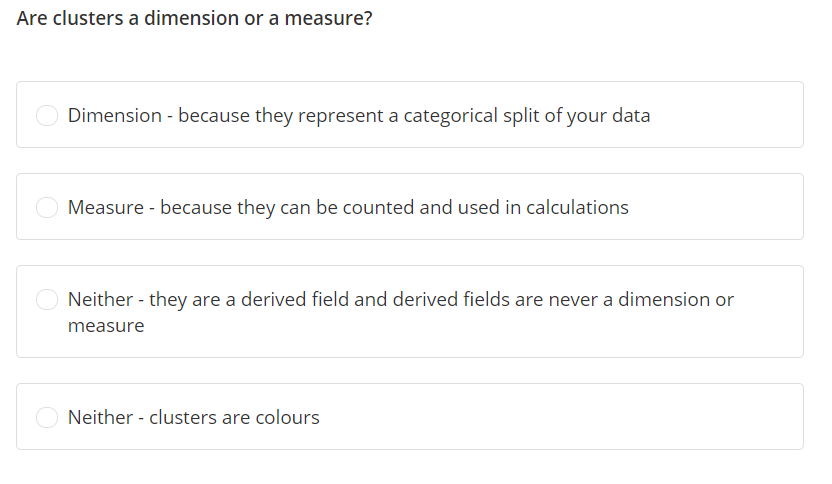 Are clusters a dimension or a measure?
Dimension - because they represent a categorical split of your data
Measure - because they can be counted and used in calculations
Neither - they are a derived field and derived fields are never a dimension or
measure
Neither - clusters are colours